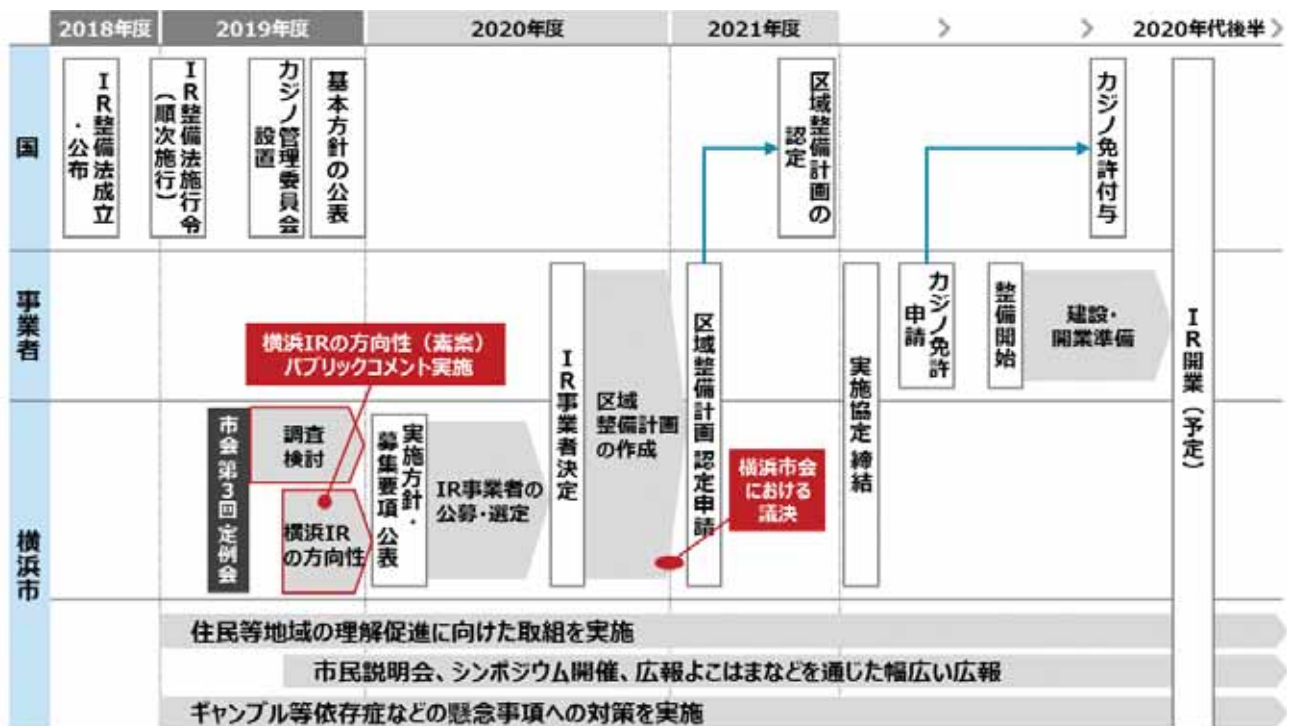 2018年度
2019年度
2020年度
2021年度
2020年代後半
国
IR整備法成立
・公布
IR整備法施行令
(順次施行)
カジノ管理委員会
設置
基本方針の公表
区域整備計画の
認定
カジノ免許付与
事業者
横浜IRの方向性(素案)
パブリックコメント実施
IR事業者決定
区域
整備計画
の作成
区域整備計画 認定申請
実施協定 締結
カジノ免許
申請
整備開始
建設・
開業準備
IR開業(予定)
横浜市
市会 第3回 定例会
調査
検討
横浜IR
の方向性
実施方針・
募集要項 公表
IR事業者の
公募・選定
横浜市会
における
議決
住民等地域の理解促進に向けた取組を実施
市民説明会、シンポジウム開催、広報よこはまなどを通じた幅広い広報
ギャンブル等依存症などの懸念事項への対策を実施